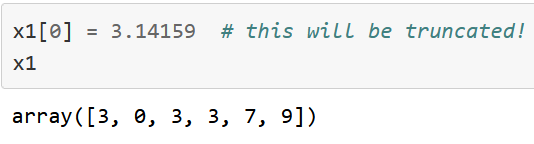 x1[0] = 3.14159  # this will be truncated!
x1
array([3, 0, 3, 3, 7, 9])